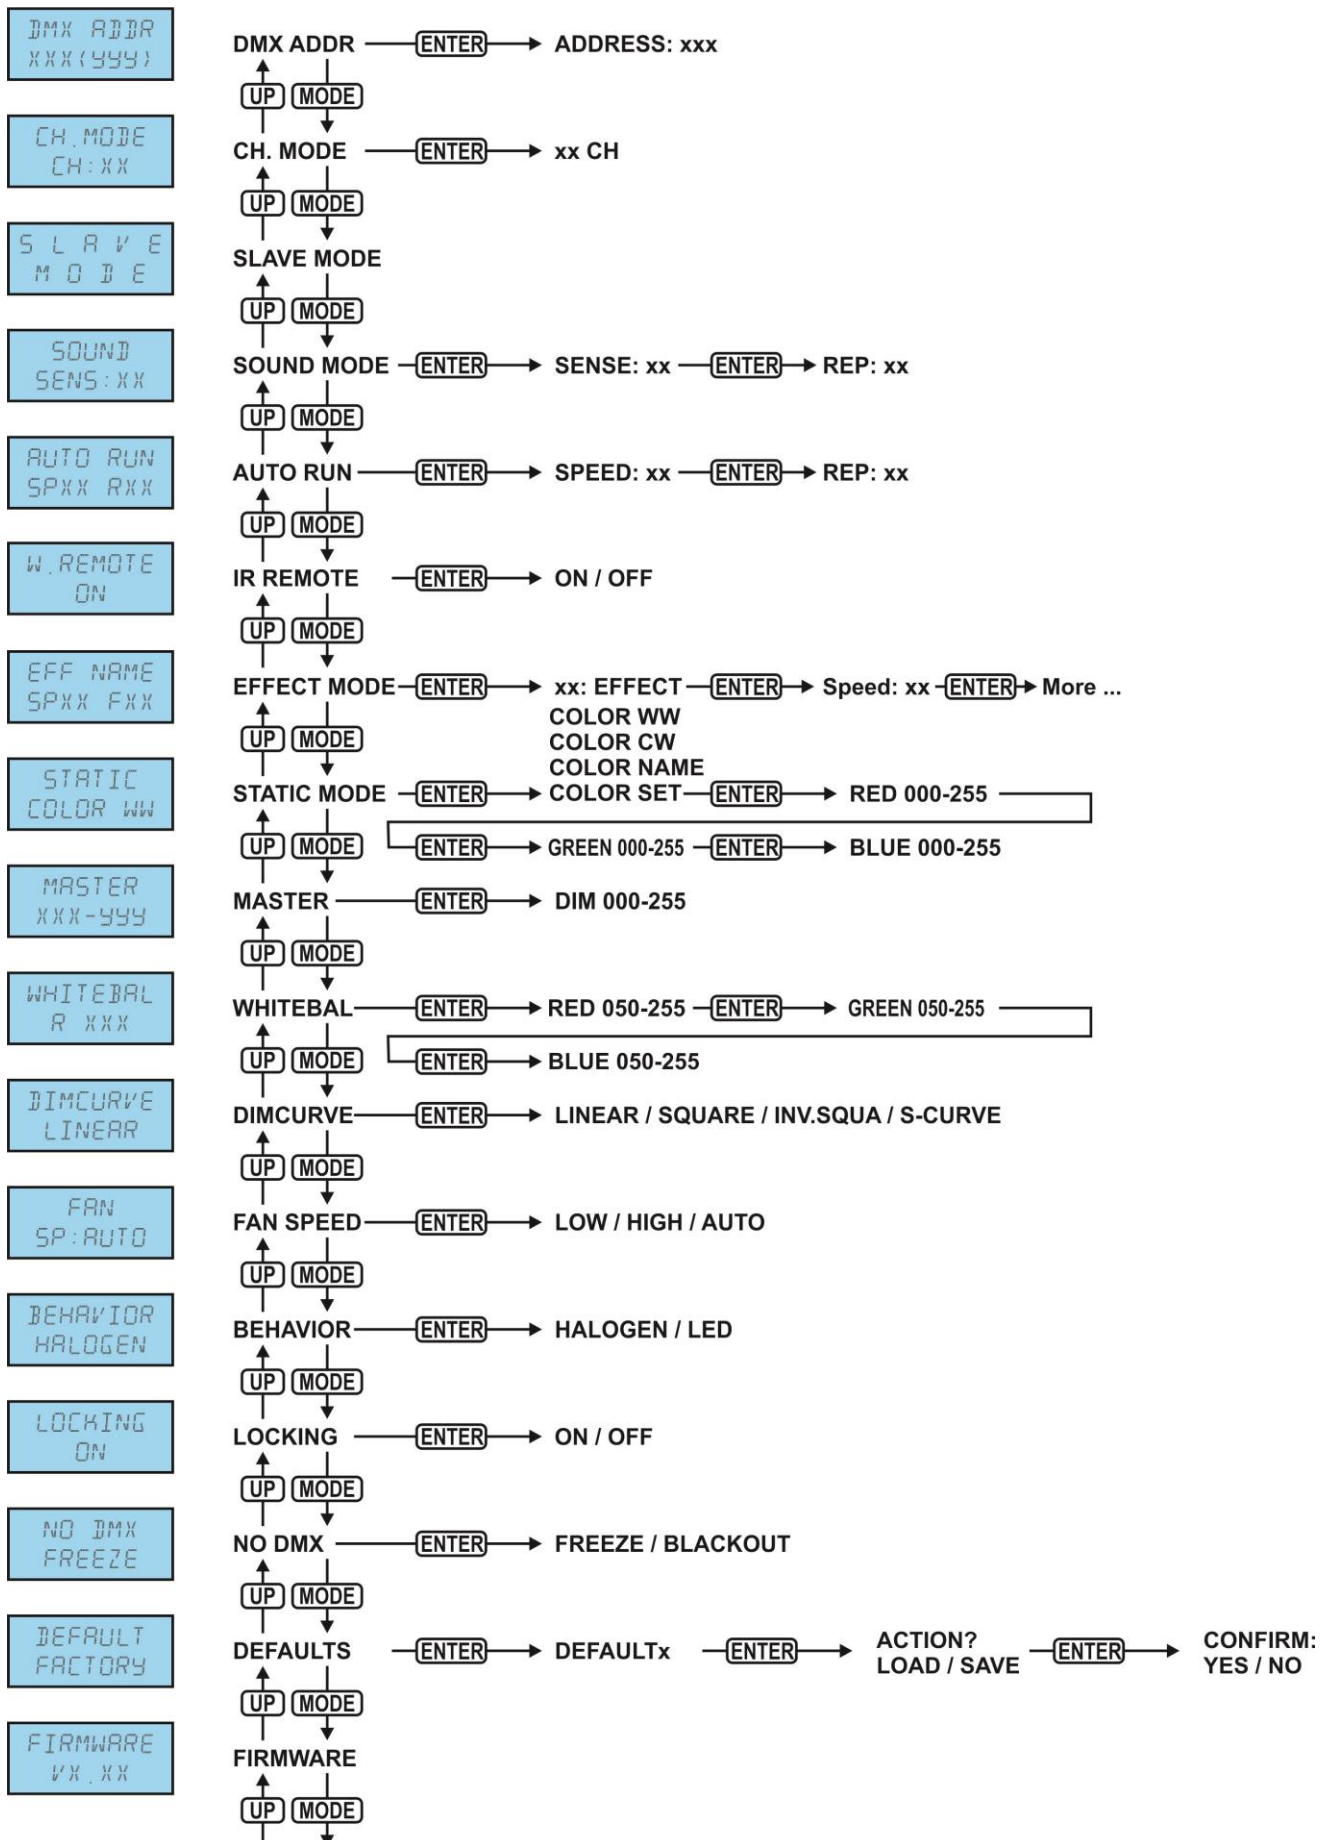 DMX ADDR
XXX(YYY)
DMX ADDR ENTER ADDRESS: xxx
UP MODE
CH.MODE
CH:XX
CH. MODE ENTER xx CH
UP MODE
SLAVE
MODE
SLAVE MODE
UP MODE
SOUND
SENS:XX
SOUND MODE ENTER SENSE: xx ENTER REP: xx
UP MODE
AUTO RUN
SPXX RXX
AUTO RUN ENTER SPEED: xx ENTER REP: xx
UP MODE
W.REMOTE
ON
IR REMOTE ENTER ON / OFF
UP MODE
EFF NAME
SPXX FXX
EFFECT MODE ENTER xx: EFFECT ENTER Speed: xx ENTER More ...
UP MODE
COLOR WW
COLOR CW
COLOR NAME
STATIC
COLOR WW
STATIC MODE ENTER COLOR SET ENTER RED 000-255
UP MODE ENTER GREEN 000-255 ENTER BLUE 000-255
MASTER
XXX-YYY
MASTER ENTER DIM 000-255
UP MODE
WHITEBAL
R XXX
WHITEBAL ENTER RED 050-255 ENTER GREEN 050-255
UP MODE ENTER BLUE 050-255
DIMCURVE
LINEAR
DIMCURVE ENTER LINEAR / SQUARE / INV.SQUA / S-CURVE
UP MODE
FAN
SP:AUTO
FAN SPEED ENTER LOW / HIGH / AUTO
UP MODE
BEHAVIOR
HALOGEN
BEHAVIOR ENTER HALOGEN / LED
UP MODE
LOCKING
ON
LOCKING ENTER ON / OFF
UP MODE
NO DMX
FREEZE
NO DMX ENTER FREEZE / BLACKOUT
UP MODE
DEFAULT
FACTORY
DEFAULTS ENTER DEFAULTx ENTER ACTION? LOAD / SAVE ENTER CONFIRM: YES / NO
UP MODE
FIRMWARE
VX.XX
FIRMWARE
UP MODE